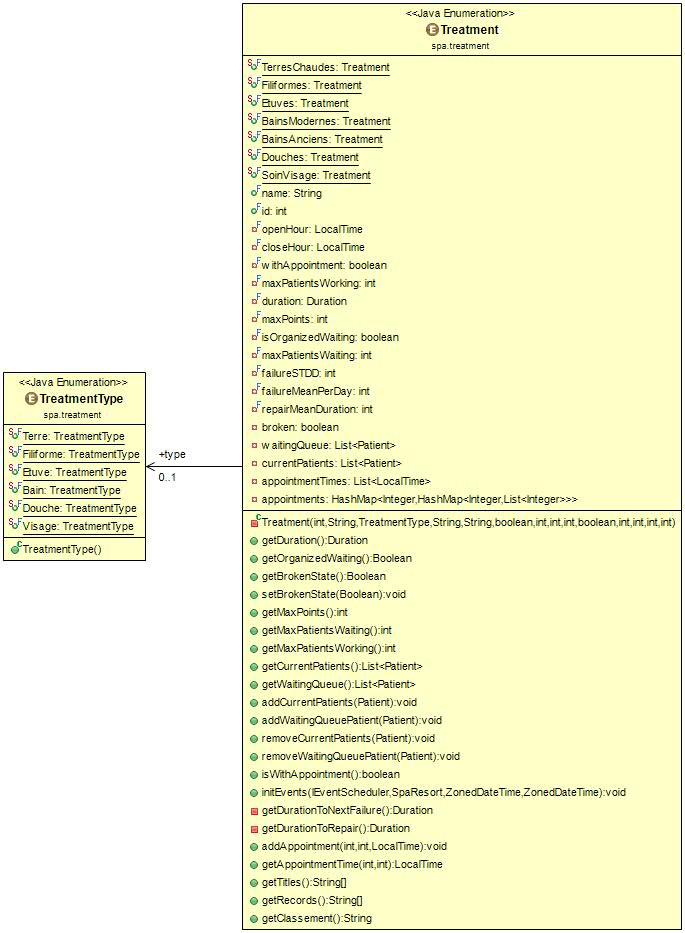 <<Java Enumeration>>
Treatment
spa.treatment
TerresChaudes: Treatment
Filiformes: Treatment
Etuves: Treatment
BainsModernes: Treatment
BainsAnciens: Treatment
Douches: Treatment
SoinVisage: Treatment
name: String
id: int
openHour: LocalTime
closeHour: LocalTime
withAppointment: boolean
maxPatientsWorking: int
duration: Duration
maxPoints: int
isOrganizedWaiting: boolean
maxPatientsWaiting: int
failureSTDD: int
failureMeanPerDay: int
repairMeanDuration: int
broken: boolean
waitingQueue: List<Patient>
currentPatients: List<Patient>
appointmentTimes: List<LocalTime>
appointments: HashMap<Integer,HashMap<Integer,List<Integer>>>
Treatment(int,String,TreatmentType,String,String,boolean,int,int,int,boolean,int,int,int,int)
getDuration():Duration
getOrganizedWaiting():Boolean
getBrokenState():Boolean
setBrokenState(Boolean):void
getMaxPoints():int
getMaxPatientsWaiting():int
getMaxPatientsWorking():int
getCurrentPatients():List<Patient>
getWaitingQueue():List<Patient>
addCurrentPatients(Patient):void
addWaitingQueuePatient(Patient):void
removeCurrentPatients(Patient):void
removeWaitingQueuePatient(Patient):void
isWithAppointment():boolean
initEvents(IEventScheduler,SpaResort,ZonedDateTime,ZonedDateTime):void
getDurationToNextFailure():Duration
getDurationToRepair():Duration
addAppointment(int,int,LocalTime):void
getAppointmentTime(int,int):LocalTime
getTitles():String[]
getRecords():String[]
getClassement():String
<<Java Enumeration>>
TreatmentType
spa.treatment
Terre: TreatmentType
Filiforme: TreatmentType
Etuve: TreatmentType
Bain: TreatmentType
Douche: TreatmentType
Visage: TreatmentType
TreatmentType()
+type
0..1